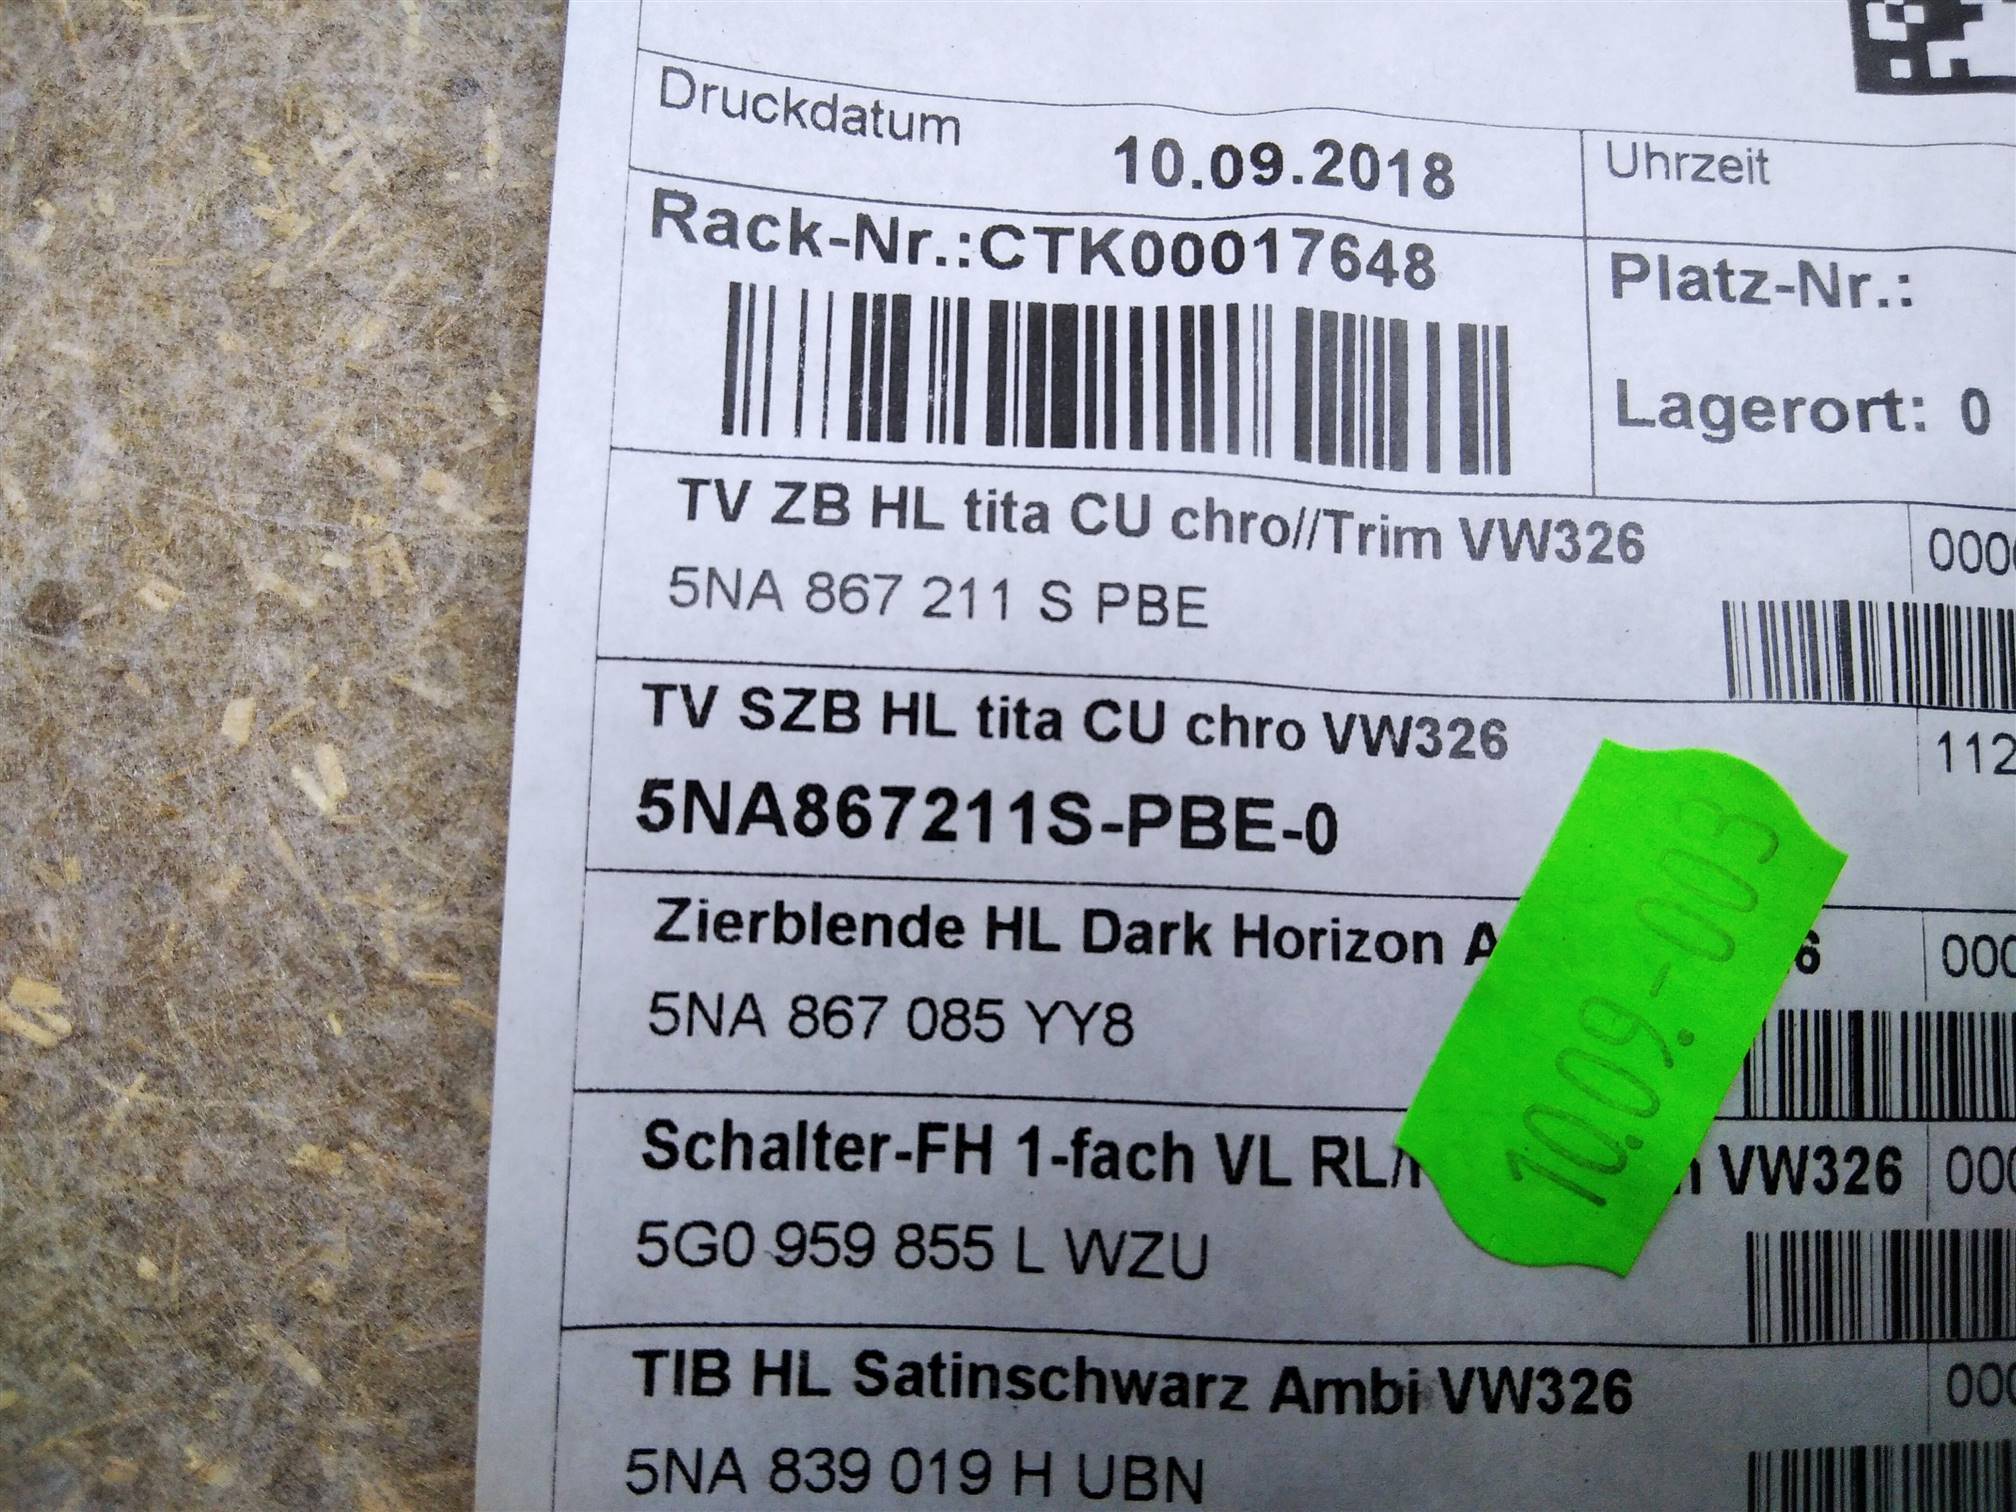 Druckdatum 10.09.2018 Uhrzeit
Rack-Nr.:CTK00017648
Platz-Nr.:
Lagerort: 0
TV ZB HL tita CU chro//Trim VW326
5NA 867 211 S PBE
TV SZB HL tita CU chro VW326
5NA867211S-PBE-0
Zierblende HL Dark Horizon
5NA 867 085 YY8
Schalter-FH 1-fach VL VW326
5G0 959 855 L WZU
TIB HL Satinschwarz Ambi VW326
5NA 839 019 H UBN
10.09.-003